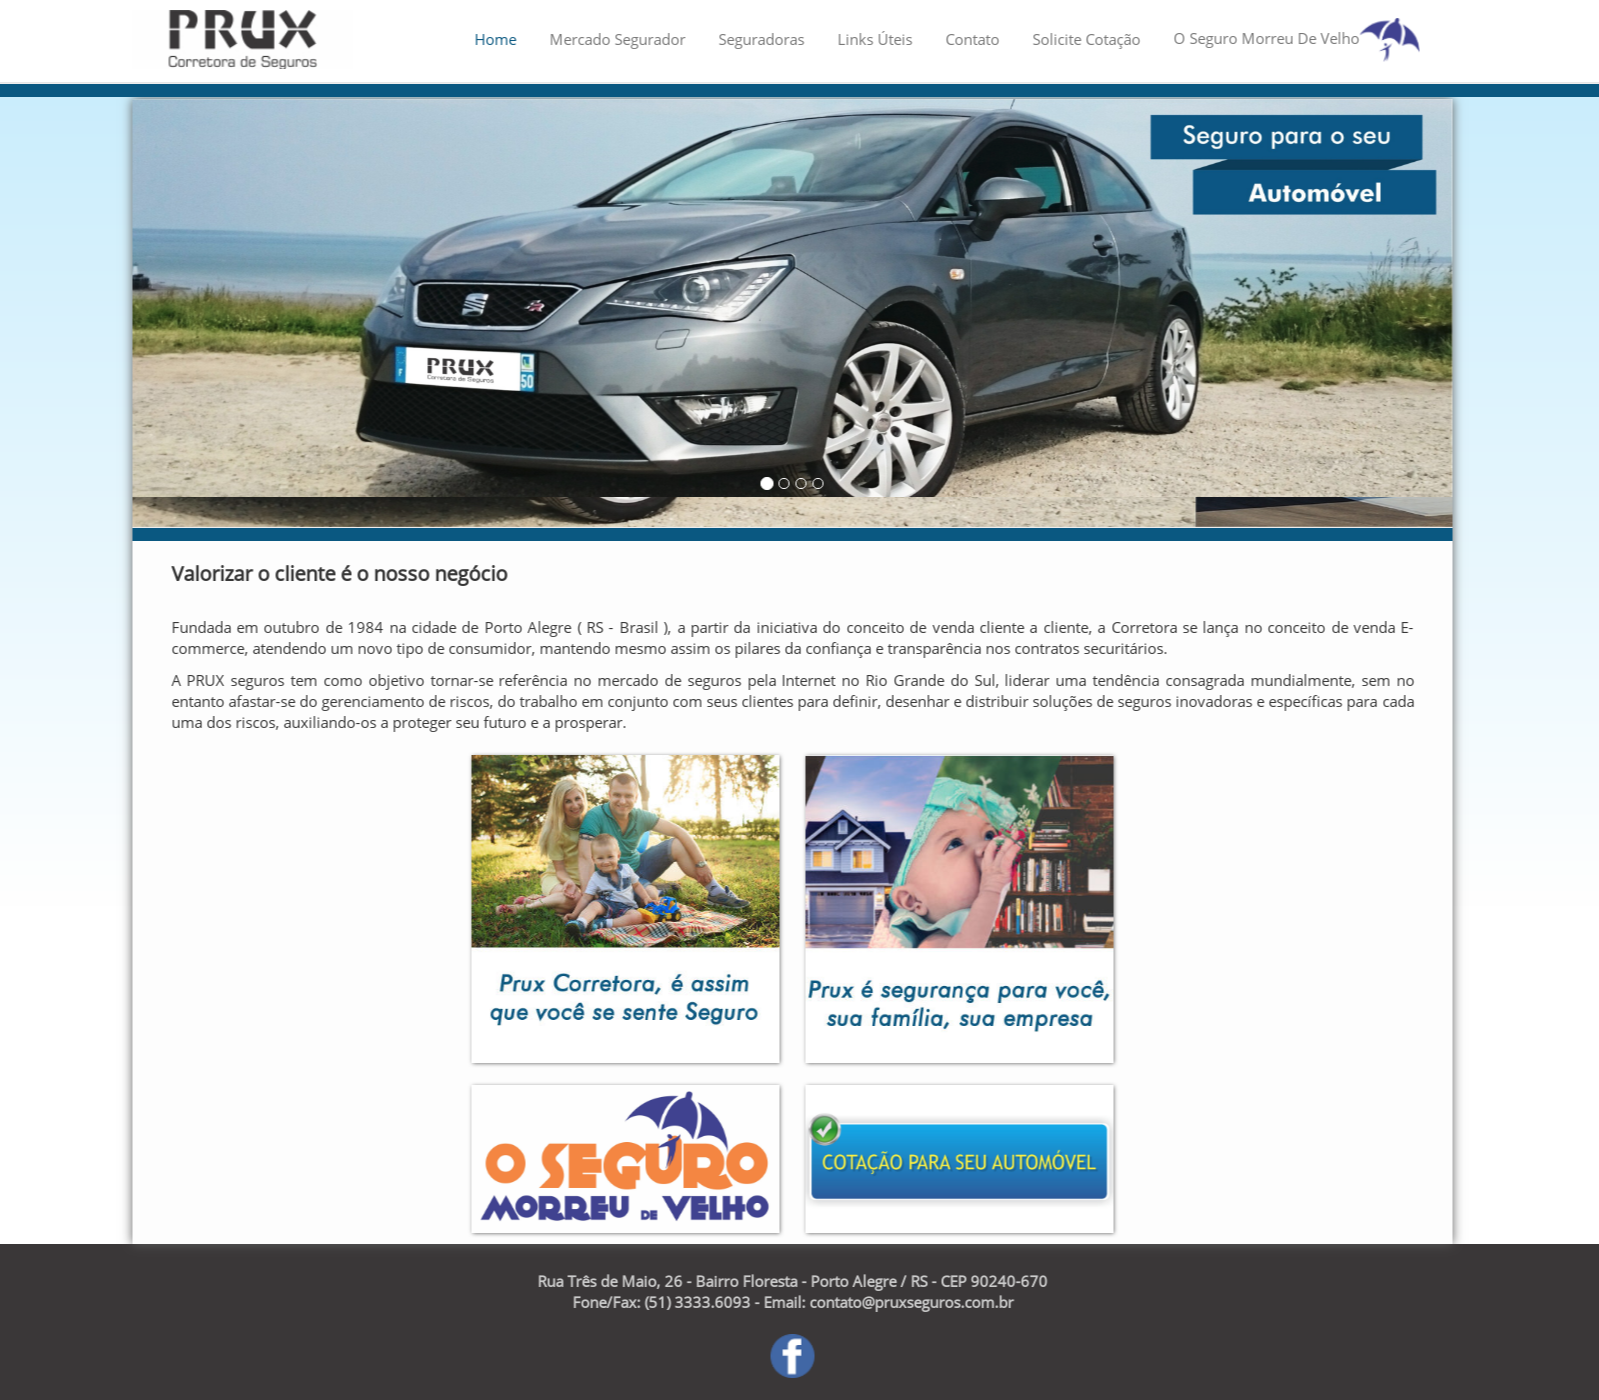 PRUX
Corretora de Seguros
Home
Mercado Segurador
Seguradoras
Links Úteis
Contato
Solicite Cotação
O Seguro Morreu De Velho
Seguro para o seu
Automóvel
PRUX
Corretora de Seguros
F
50
Valorizar o cliente é o nosso negócio
Fundada em outubro de 1984 na cidade de Porto Alegre ( RS - Brasil ), a partir da iniciativa do conceito de venda cliente a cliente, a Corretora se lança no conceito de venda E-
commerce, atendendo um novo tipo de consumidor, mantendo mesmo assim os pilares da confiança e transparência nos contratos securitários.
A PRUX seguros tem como objetivo tornar-se referência no mercado de seguros pela Internet no Rio Grande do Sul, liderar uma tendência consagrada mundialmente, sem no
entanto afastar-se do gerenciamento de riscos, do trabalho em conjunto com seus clientes para definir, desenhar e distribuir soluções de seguros inovadoras e específicas para cada
uma dos riscos, auxiliando-os a proteger seu futuro e a prosperar.
Prux Corretora, é assim
que você se sente Seguro
Prux é segurança para você,
sua família, sua empresa
O SEGURO
MORREU DE VELHO
COTAÇÃO PARA SEU AUTOMÓVEL
Rua Três de Maio, 26 - Bairro Floresta - Porto Alegre / RS - CEP 90240-670
Fone/Fax: (51) 3333.6093 - Email: contato@pruxseguros.com.br
f